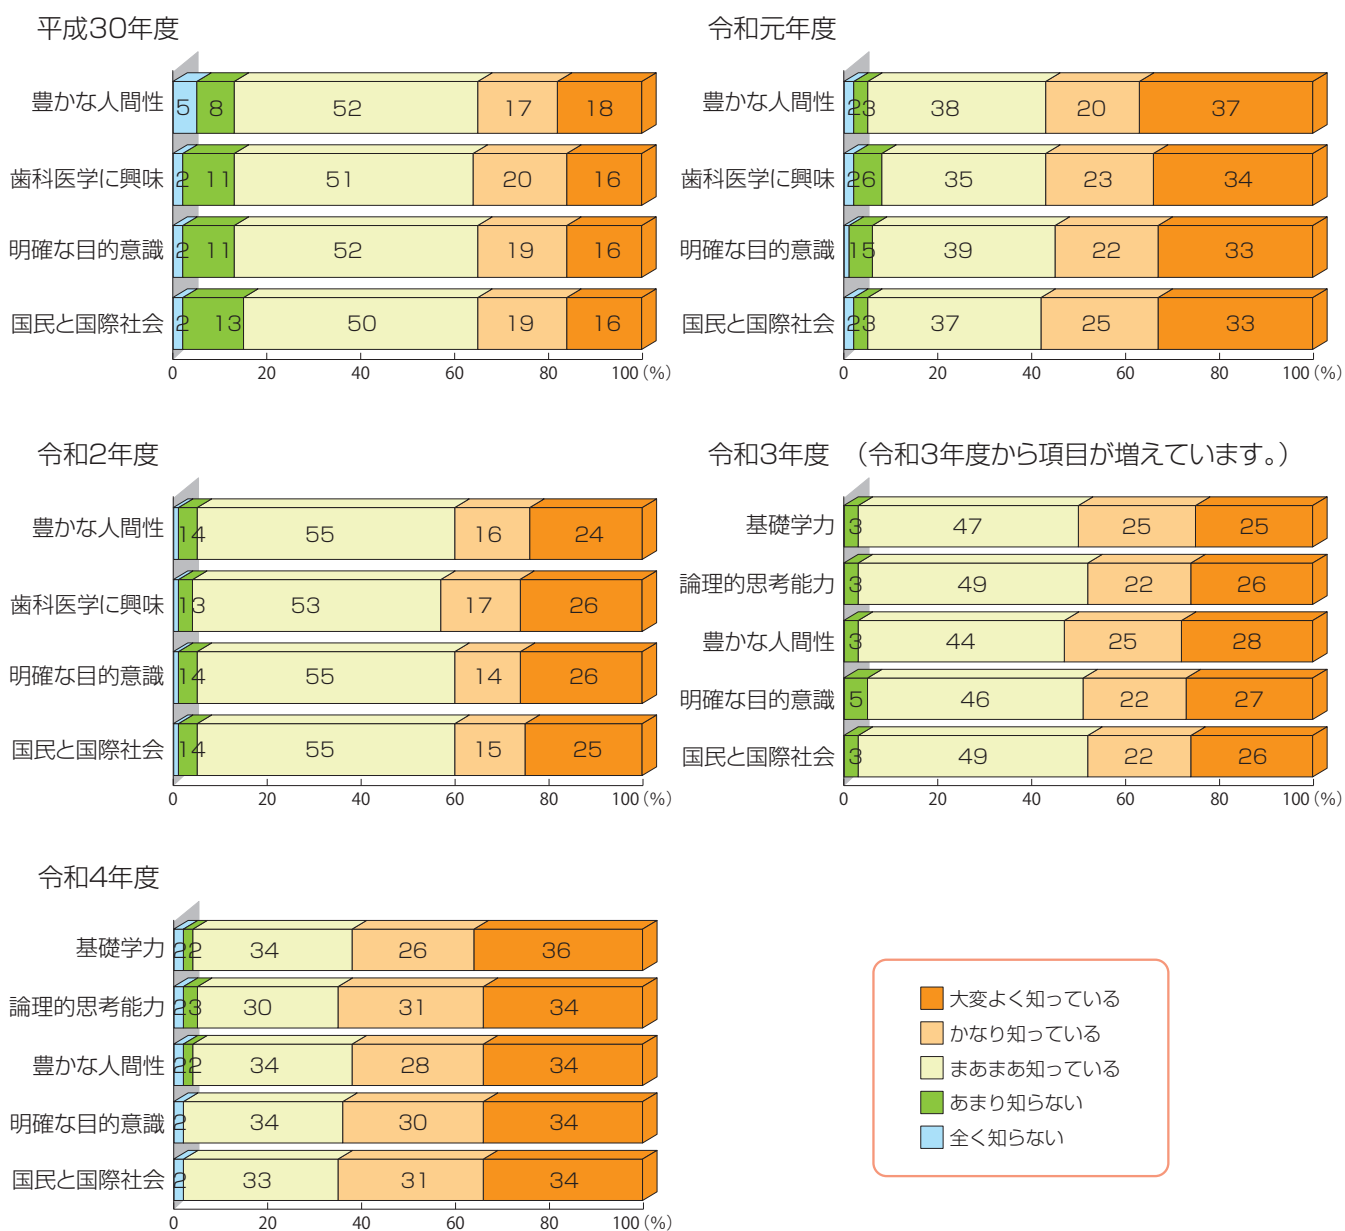 平成30年度
豊かな人間性 5 8 52 17 18
歯科医学に興味 2 11 51 20 16
明確な目的意識 2 11 52 19 16
国民と国際社会 2 13 50 19 16
0 20 40 60 80 100(%)
令和元年度
豊かな人間性 2 3 38 20 37
歯科医学に興味 2 6 35 23 34
明確な目的意識 1 5 39 22 33
国民と国際社会 2 3 37 25 33
0 20 40 60 80 100(%)
令和2年度
豊かな人間性 1 4 55 16 24
歯科医学に興味 1 3 53 17 26
明確な目的意識 1 4 55 14 26
国民と国際社会 1 4 55 15 25
0 20 40 60 80 100(%)
令和3年度 (令和3年度から項目が増えています。)
基礎学力 3 47 25 25
論理的思考能力 3 49 22 26
豊かな人間性 3 44 25 28
明確な目的意識 5 46 22 27
国民と国際社会 3 49 22 26
0 20 40 60 80 100(%)
令和4年度
基礎学力 2 2 34 26 36
論理的思考能力 2 3 30 31 34
豊かな人間性 2 2 34 28 34
明確な目的意識 2 34 30 34
国民と国際社会 2 33 31 34
0 20 40 60 80 100(%)
大変よく知っている
かなり知っている
まあまあ知っている
あまり知らない
全く知らない